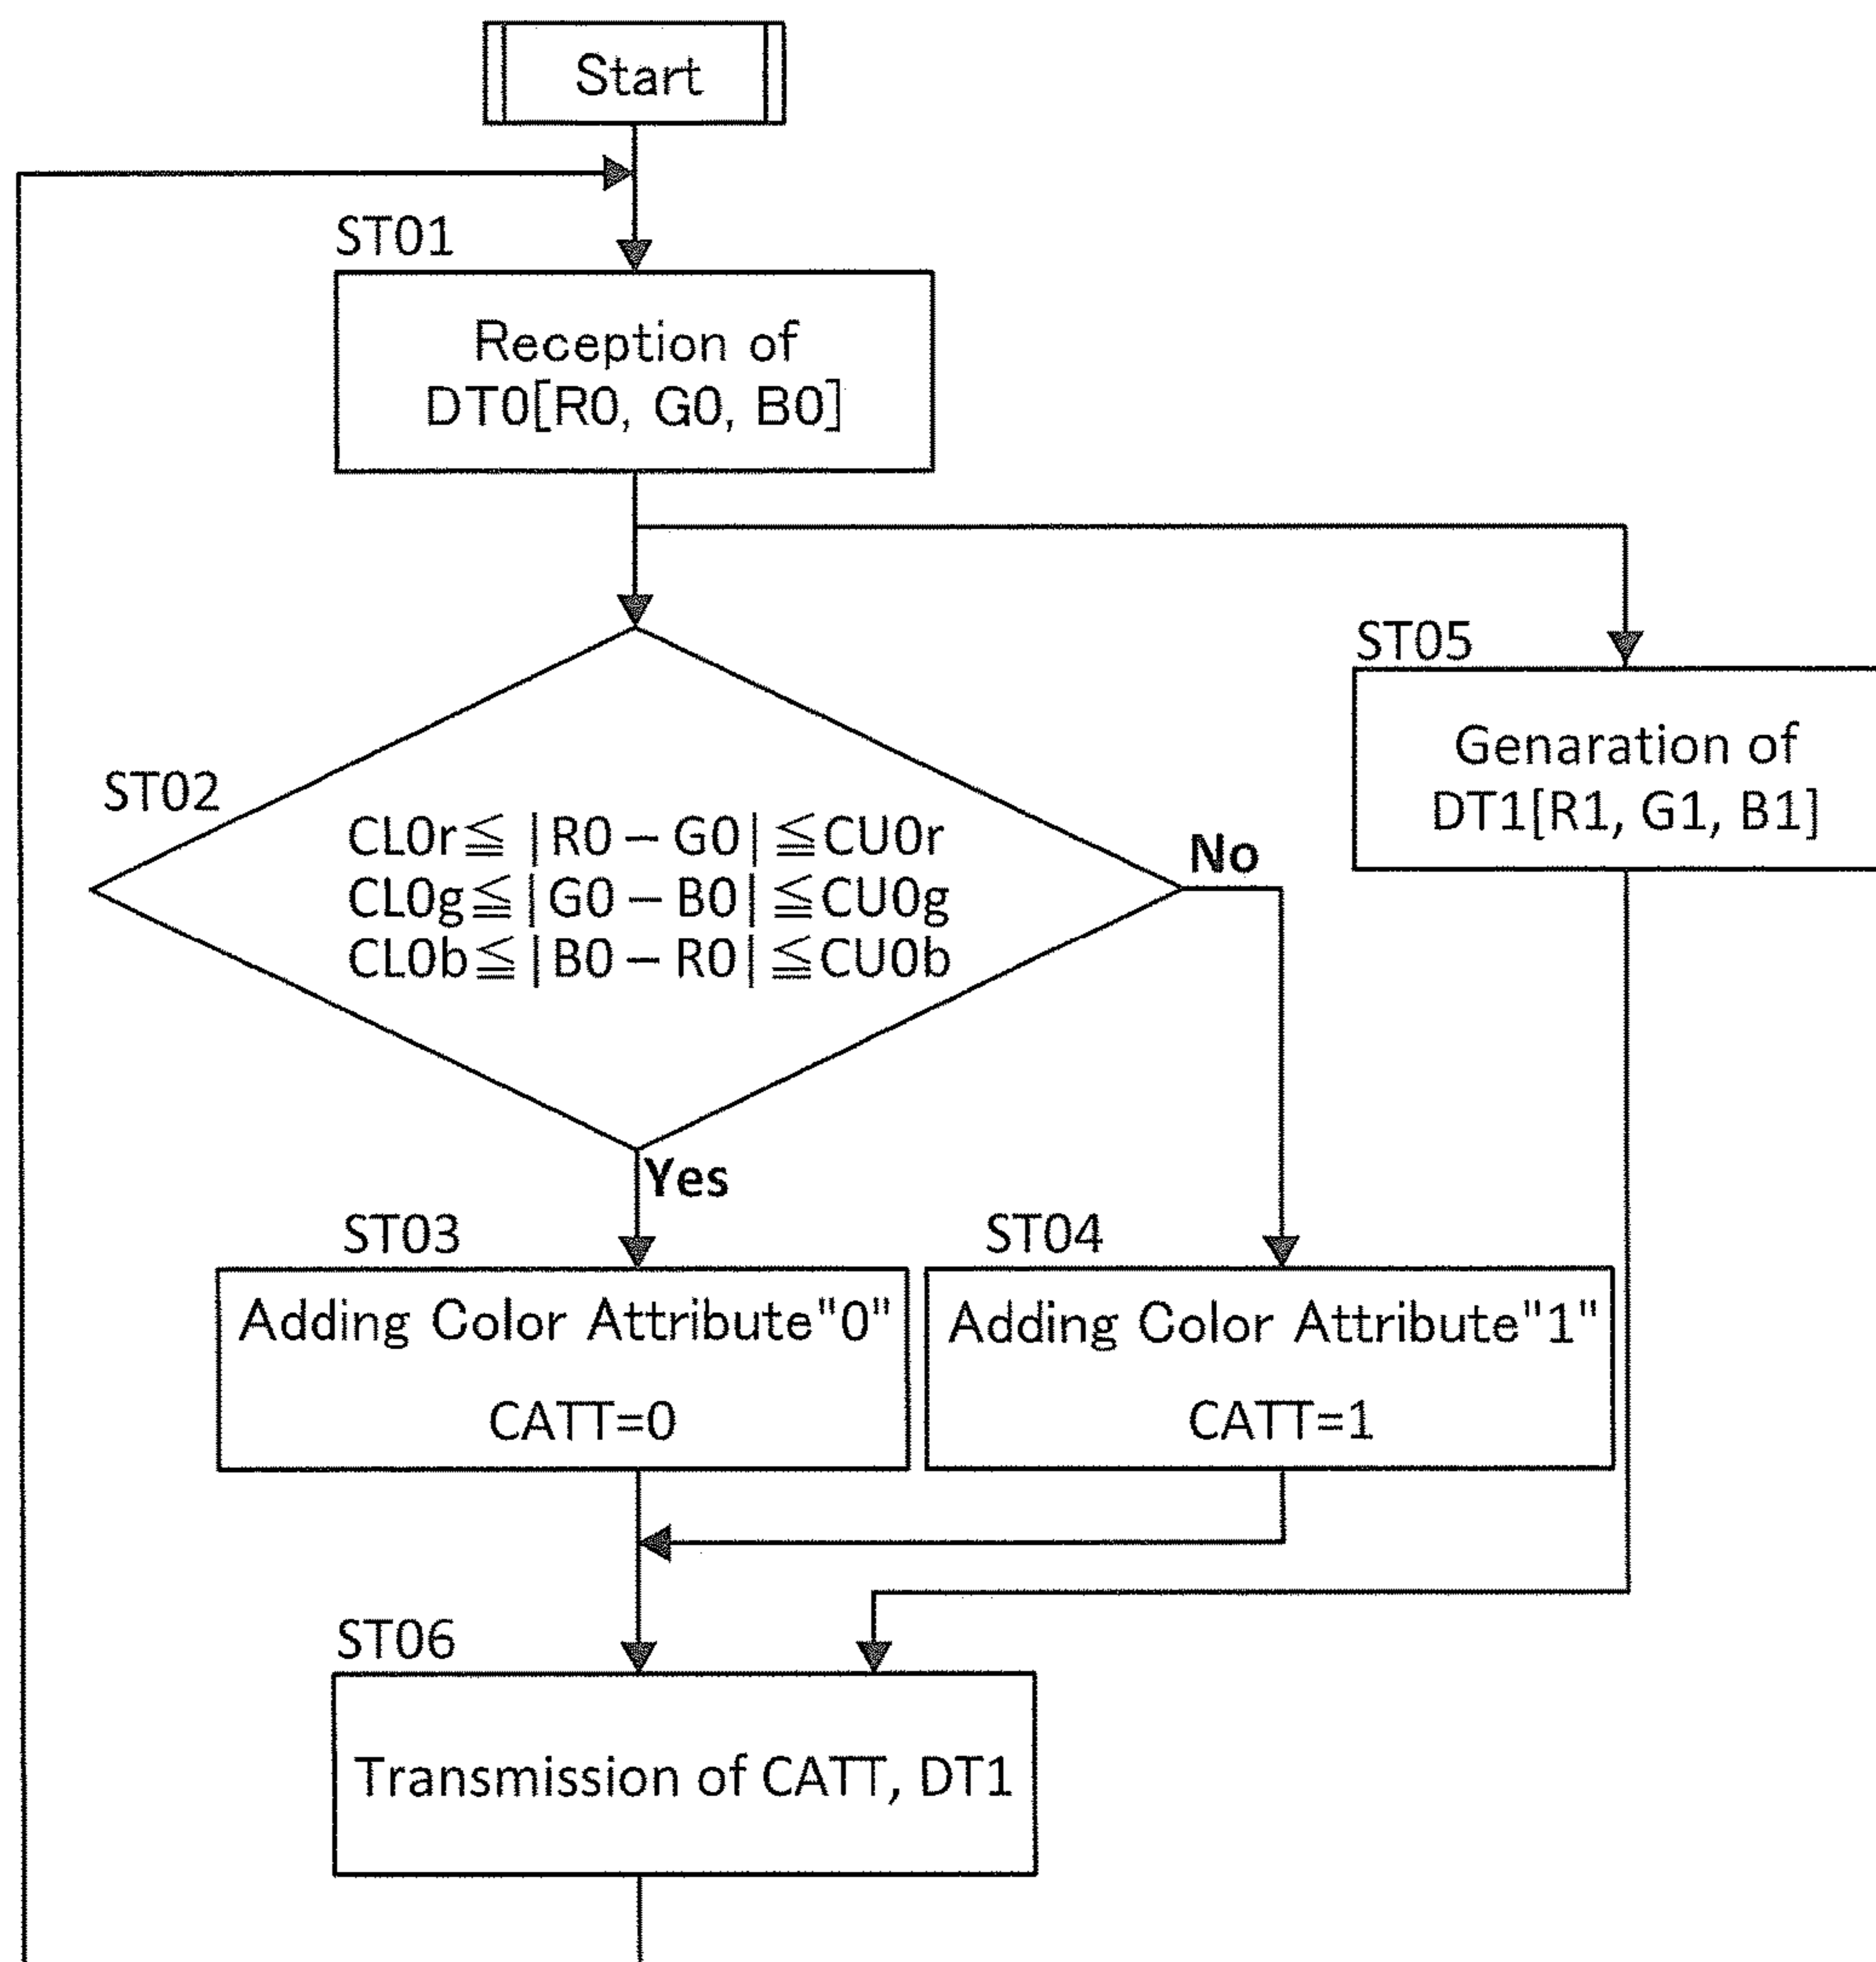 Start
ST01
Reception of
DT0[R0, G0, B0]
ST05
Genaration of
DT1[R1, G1, B1]
ST02
CL0r≦ |R0 – G0| ≦CU0r
CL0g≦|G0 – B0| ≦CU0g
CL0b≦|B0 – R0|≦CU0b
No
Yes
ST03
Adding Color Attribute"0"
CATT=0
ST04
Adding Color Attribute"1"
CATT=1
ST06
Transmission of CATT, DT1